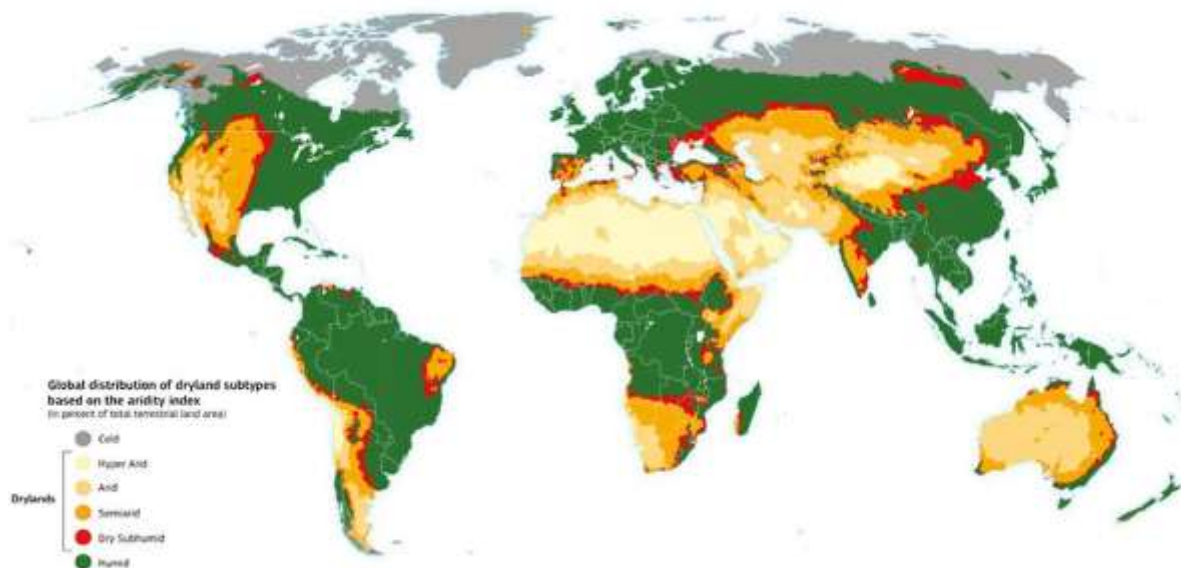 Global distribution of dryland subtypes
based on the aridity index
(in percent of total terrestrial land area)
Cold
Drylands
Hyper Arid
Arid
Semiarid
Dry Subhumid
Humid